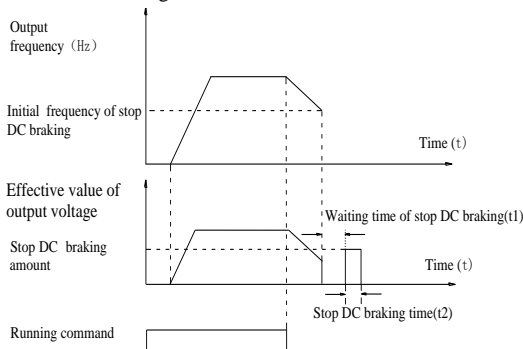 Output
frequency (Hz)
Initial frequency of stop
DC braking
Time (t)
Effective value of
output voltage
Waiting time of stop DC braking(t1)
Stop DC braking
amount
Time (t)
Stop DC braking time(t2)
Running command